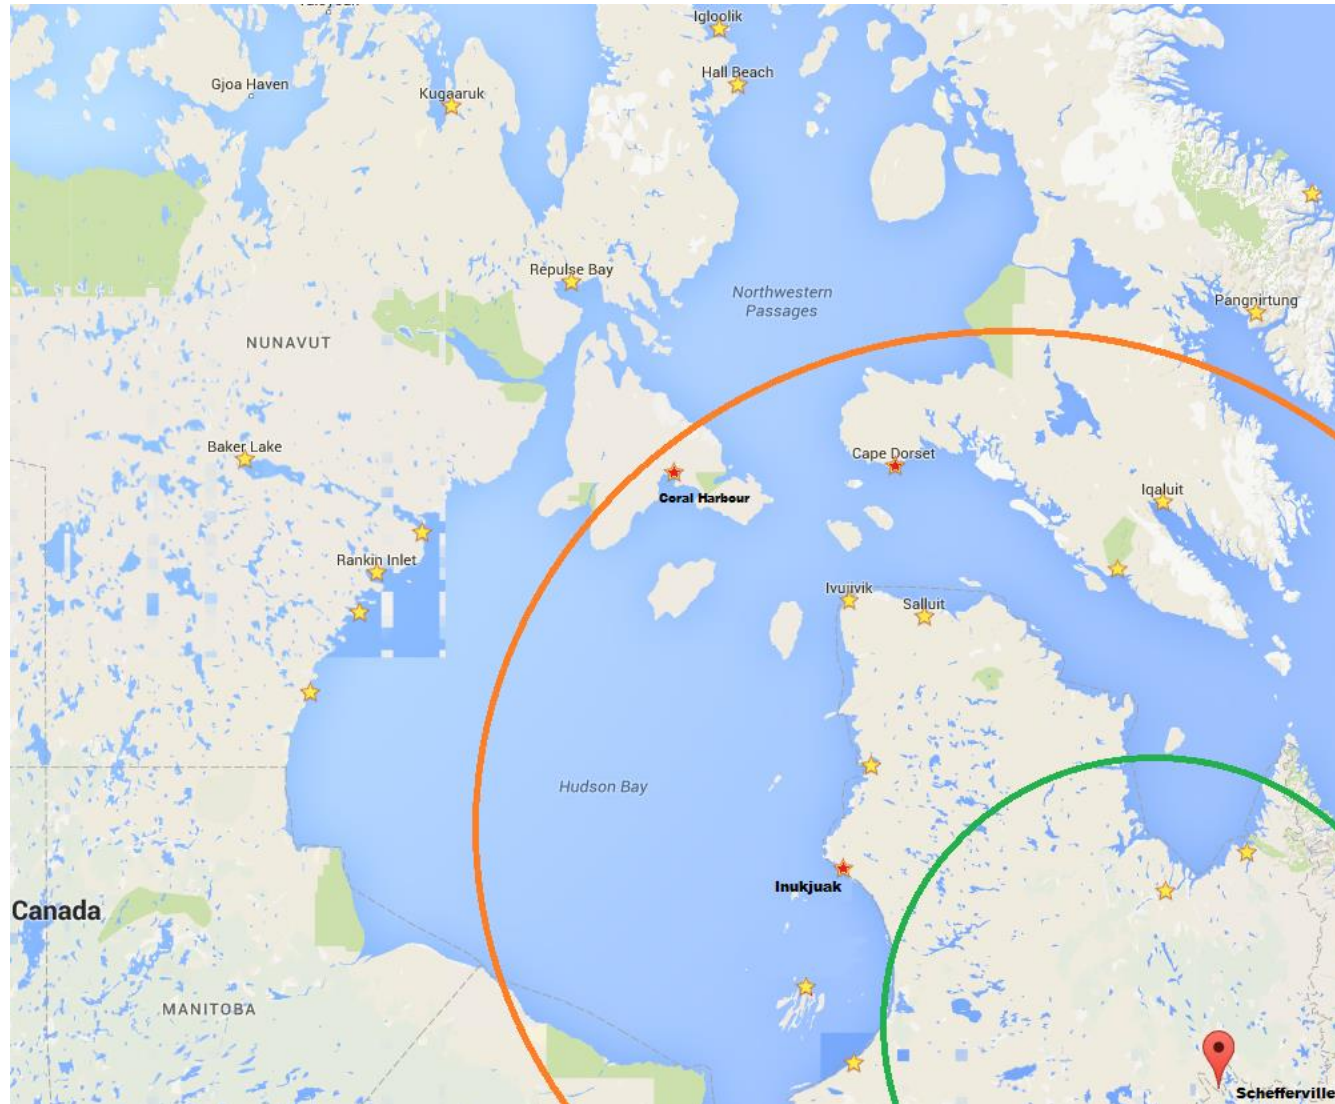 Igloolik
Hall Beach
Gjoa Haven
Kugaaruk
Repulse Bay
Northwestern
Passages
Pangnirtung
NUNAVUT
Baker Lake
Cape Dorset
Coral Harbour
Iqaluit
Rankin Inlet
Ivujivik
Salluit
Hudson Bay
Inukjuak
Canada
MANITOBA
Schefferville